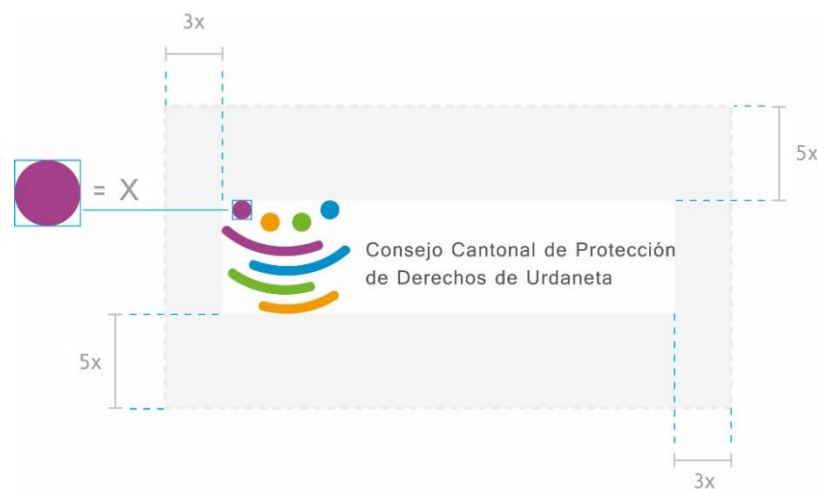 3x
5x
= X
Consejo Cantonal de Protección
de Derechos de Urdaneta
5x
3x